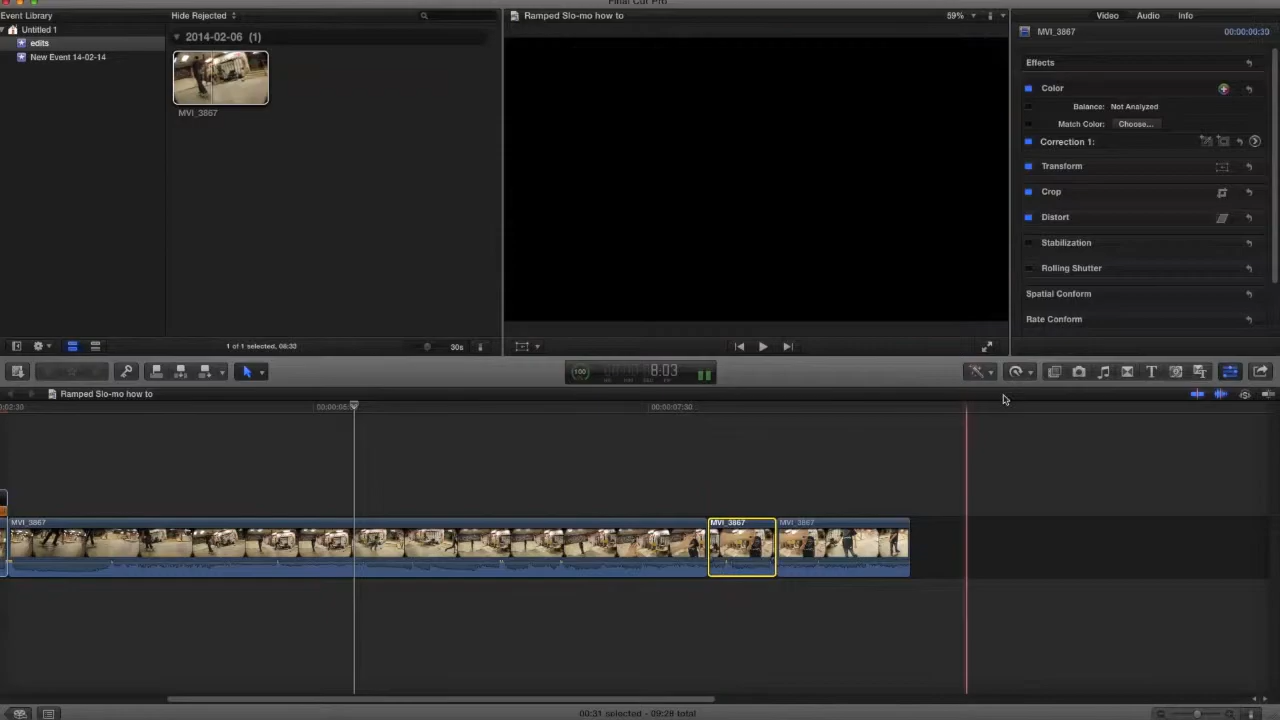 Final Cut Pro
Event Library
Hide Rejected
Ramped Slo-mo how to
59%
Video
Audio
Info
Untitled 1
edits
New Event 14-02-14
2014-02-06 (1)
MVI_3867
MVI_3867
00:00:00:30
Effects
Color
Balance: Not Analyzed
Match Color: Choose...
Correction 1:
Transform
Crop
Distort
Stabilization
Rolling Shutter
Spatial Conform
Rate Conform
1 of 1 selected, 08:33
30s
100
8:03
Ramped Slo-mo how to
00:00:07:30
MVI_3867
MVI_3867
MVI_3867
00:31 selected - 09:28 total